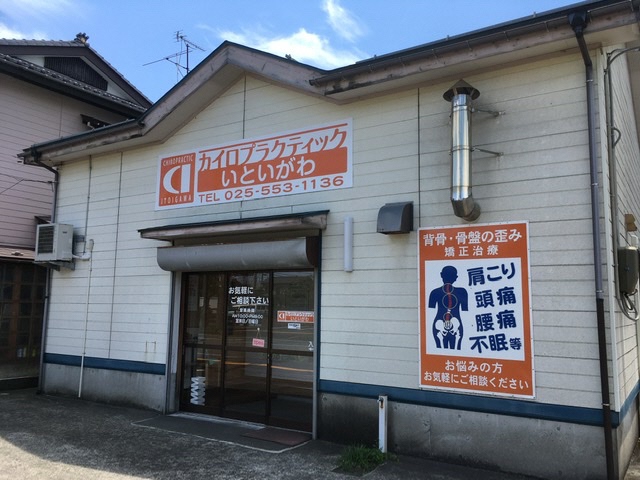 CHIROPRACTIC
ITOIGAWA
カイロプラクティック
いといがわ
TEL 025-553-1136
背骨・骨盤の歪み
矯正治療
肩こり
頭痛
腰痛
不眠等
お悩みの方
お気軽にご相談ください
お気軽に
ご相談下さい